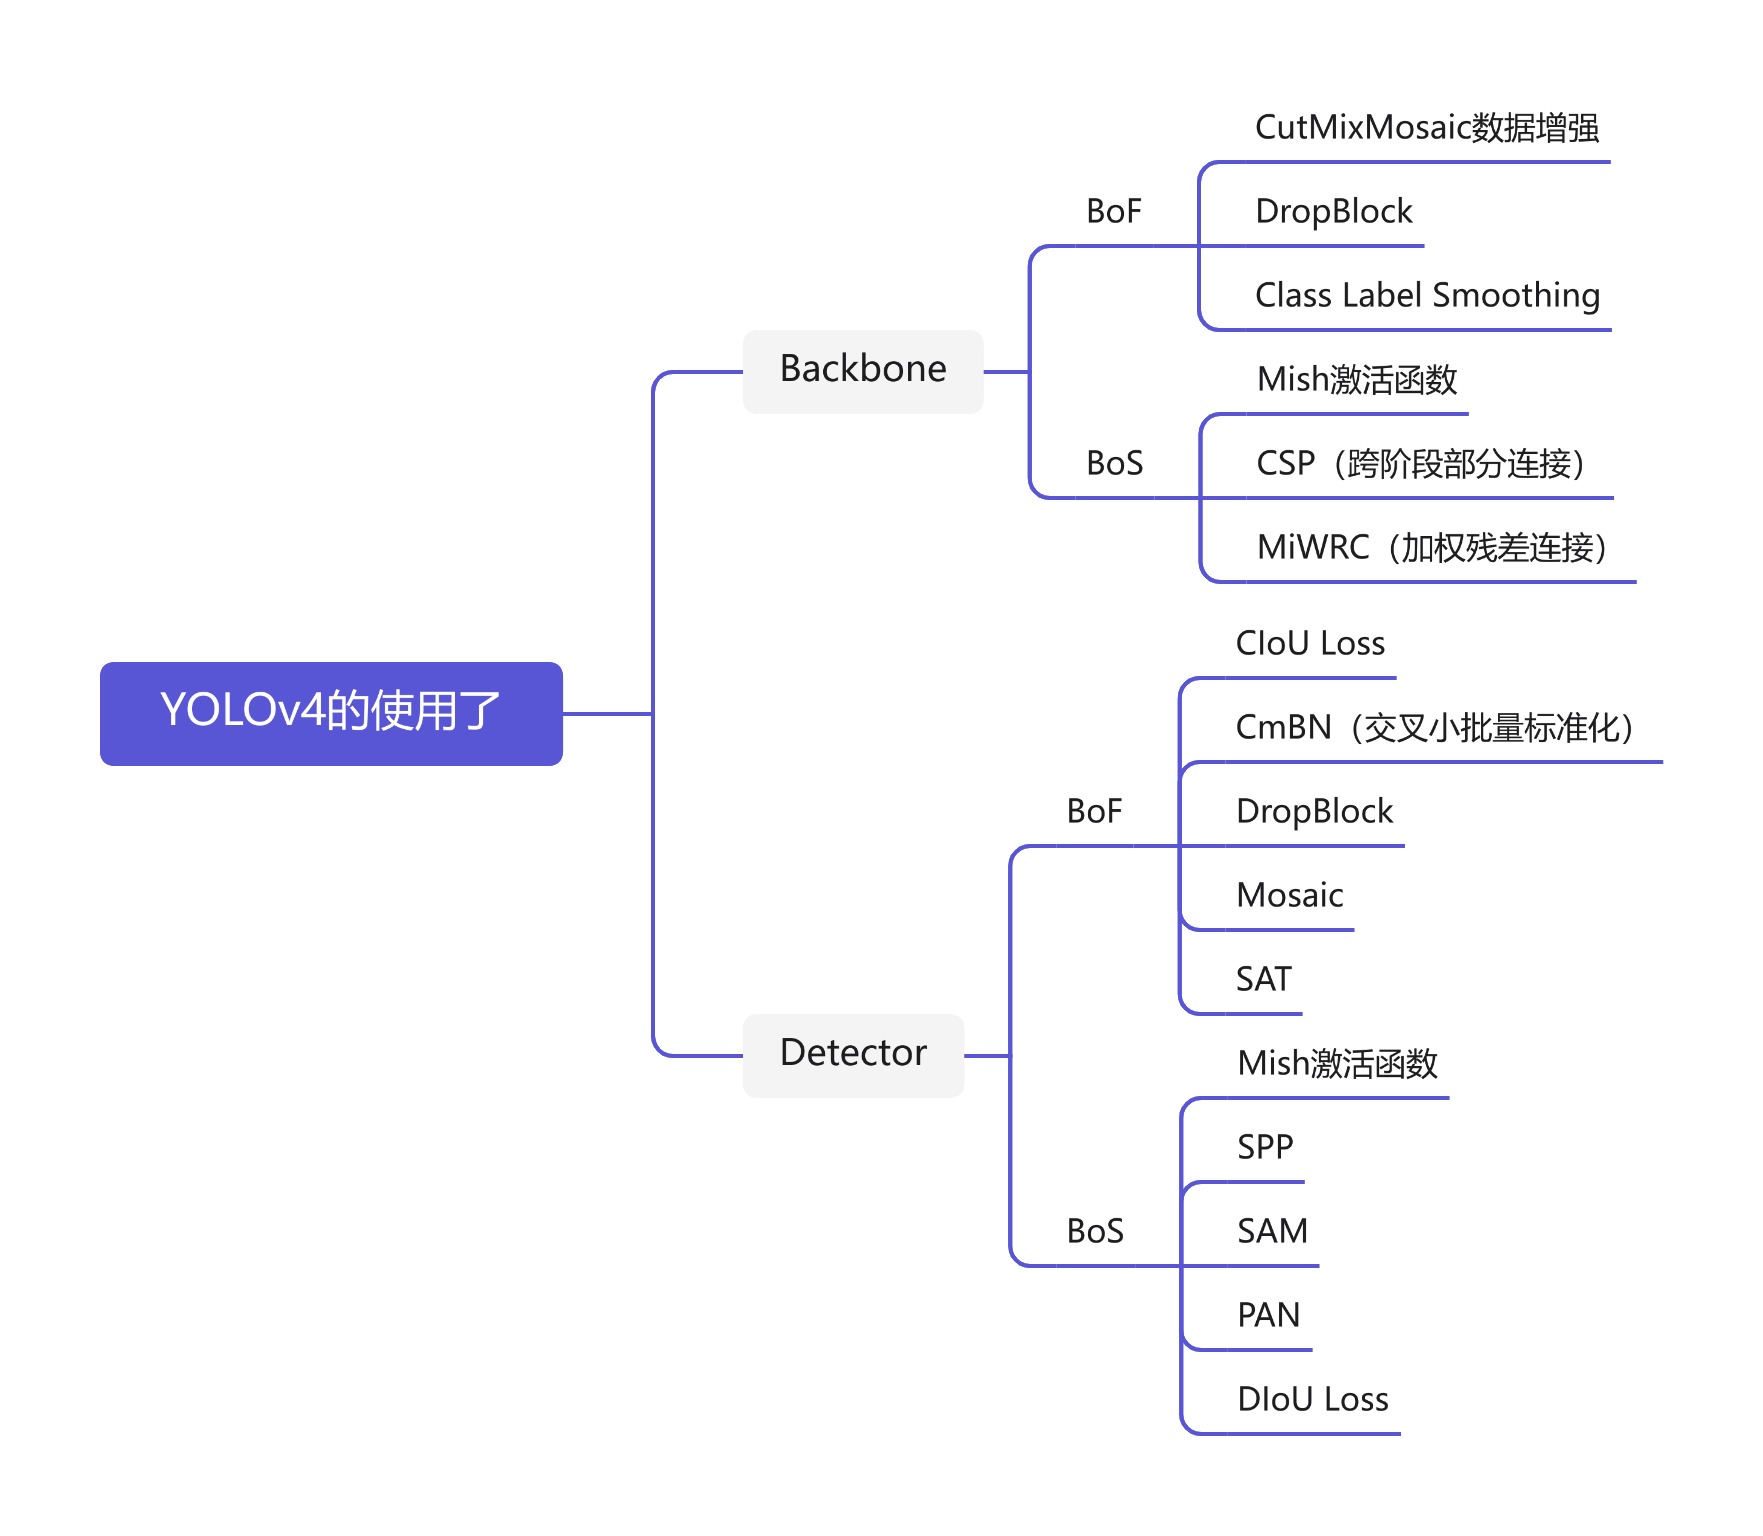 CutMixMosaic数据增强
BoF
DropBlock
Class Label Smoothing
Backbone
Mish激活函数
BoS
CSP（跨阶段部分连接）
MiWRC（加权残差连接）
YOLOv4的使用了
CIoU Loss
CmBN（交叉小批量标准化）
BoF
DropBlock
Mosaic
SAT
Detector
Mish激活函数
SPP
BoS
SAM
PAN
DIoU Loss